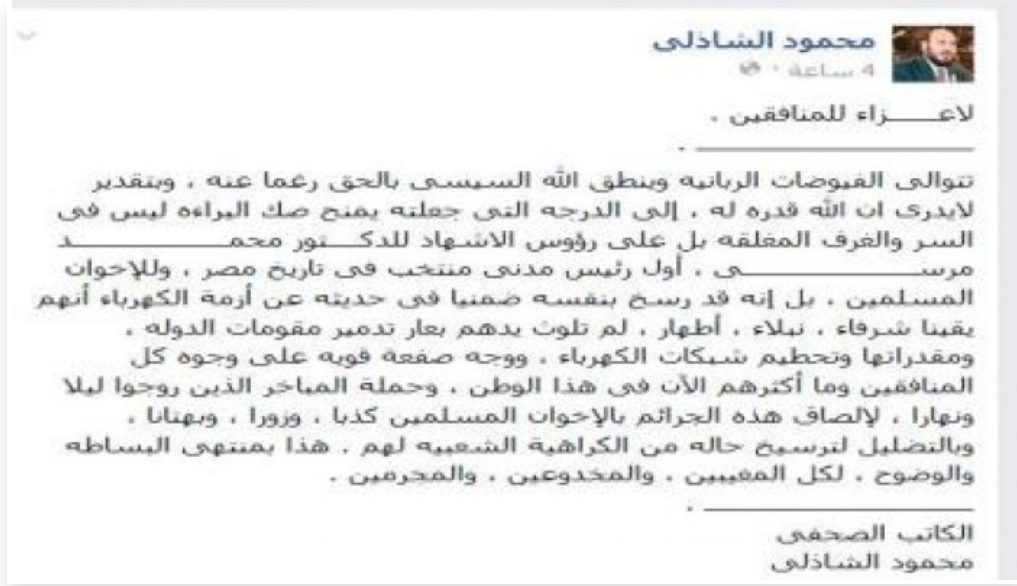 محمود الشاذلى
4 ساعة ·
لاعـــــزاء للمنافقين .
ــــــــــــــــــــــــــــــــــــــــ .
تتوالى الفيوضات الربانيه وينطق الله السيسى بالحق رغما عنه ، وبتقدير
لايدرى ان الله قدره له ، إلى الدرجه التى جعلته يمنح صك البراءه ليس فى
السر والغرف المغلقه بل على رؤوس الاشهاد للدكـــتور محمـــــــــــــــــد
مرســــــــــــــــى ، أول رئيس مدنى منتخب فى تاريخ مصر ، وللإخوان
المسلمين ، بل إنه قد رسخ بنفسه ضمنيا فى حديثه عن أزمة الكهرباء أنهم
يقينا شرفاء ، نبلاء ، أطهار ، لم تلوث يدهم بعار تدمير مقومات الدوله ،
ومقدراتها وتحطيم شبكات الكهرباء ، ووجه صفعة قويه على وجوه كل
المنافقين وما أكثرهم الآن فى هذا الوطن ، وحملة المباخر الذين روجوا ليلا
ونهارا ، لإلصاق هذه الجرائم بالإخوان المسلمين كذبا ، وزورا ، وبهتانا ،
وبالتضليل لترسيخ حاله من الكراهية الشعبيه لهم . هذا بمنتهى البساطه
والوضوح ، لكل المغيبين ، والمخدوعين ، والمجرمين .
ــــــــــــــــــــــــــــــــــــــــ .
الكاتب الصحفى
محمود الشاذلى